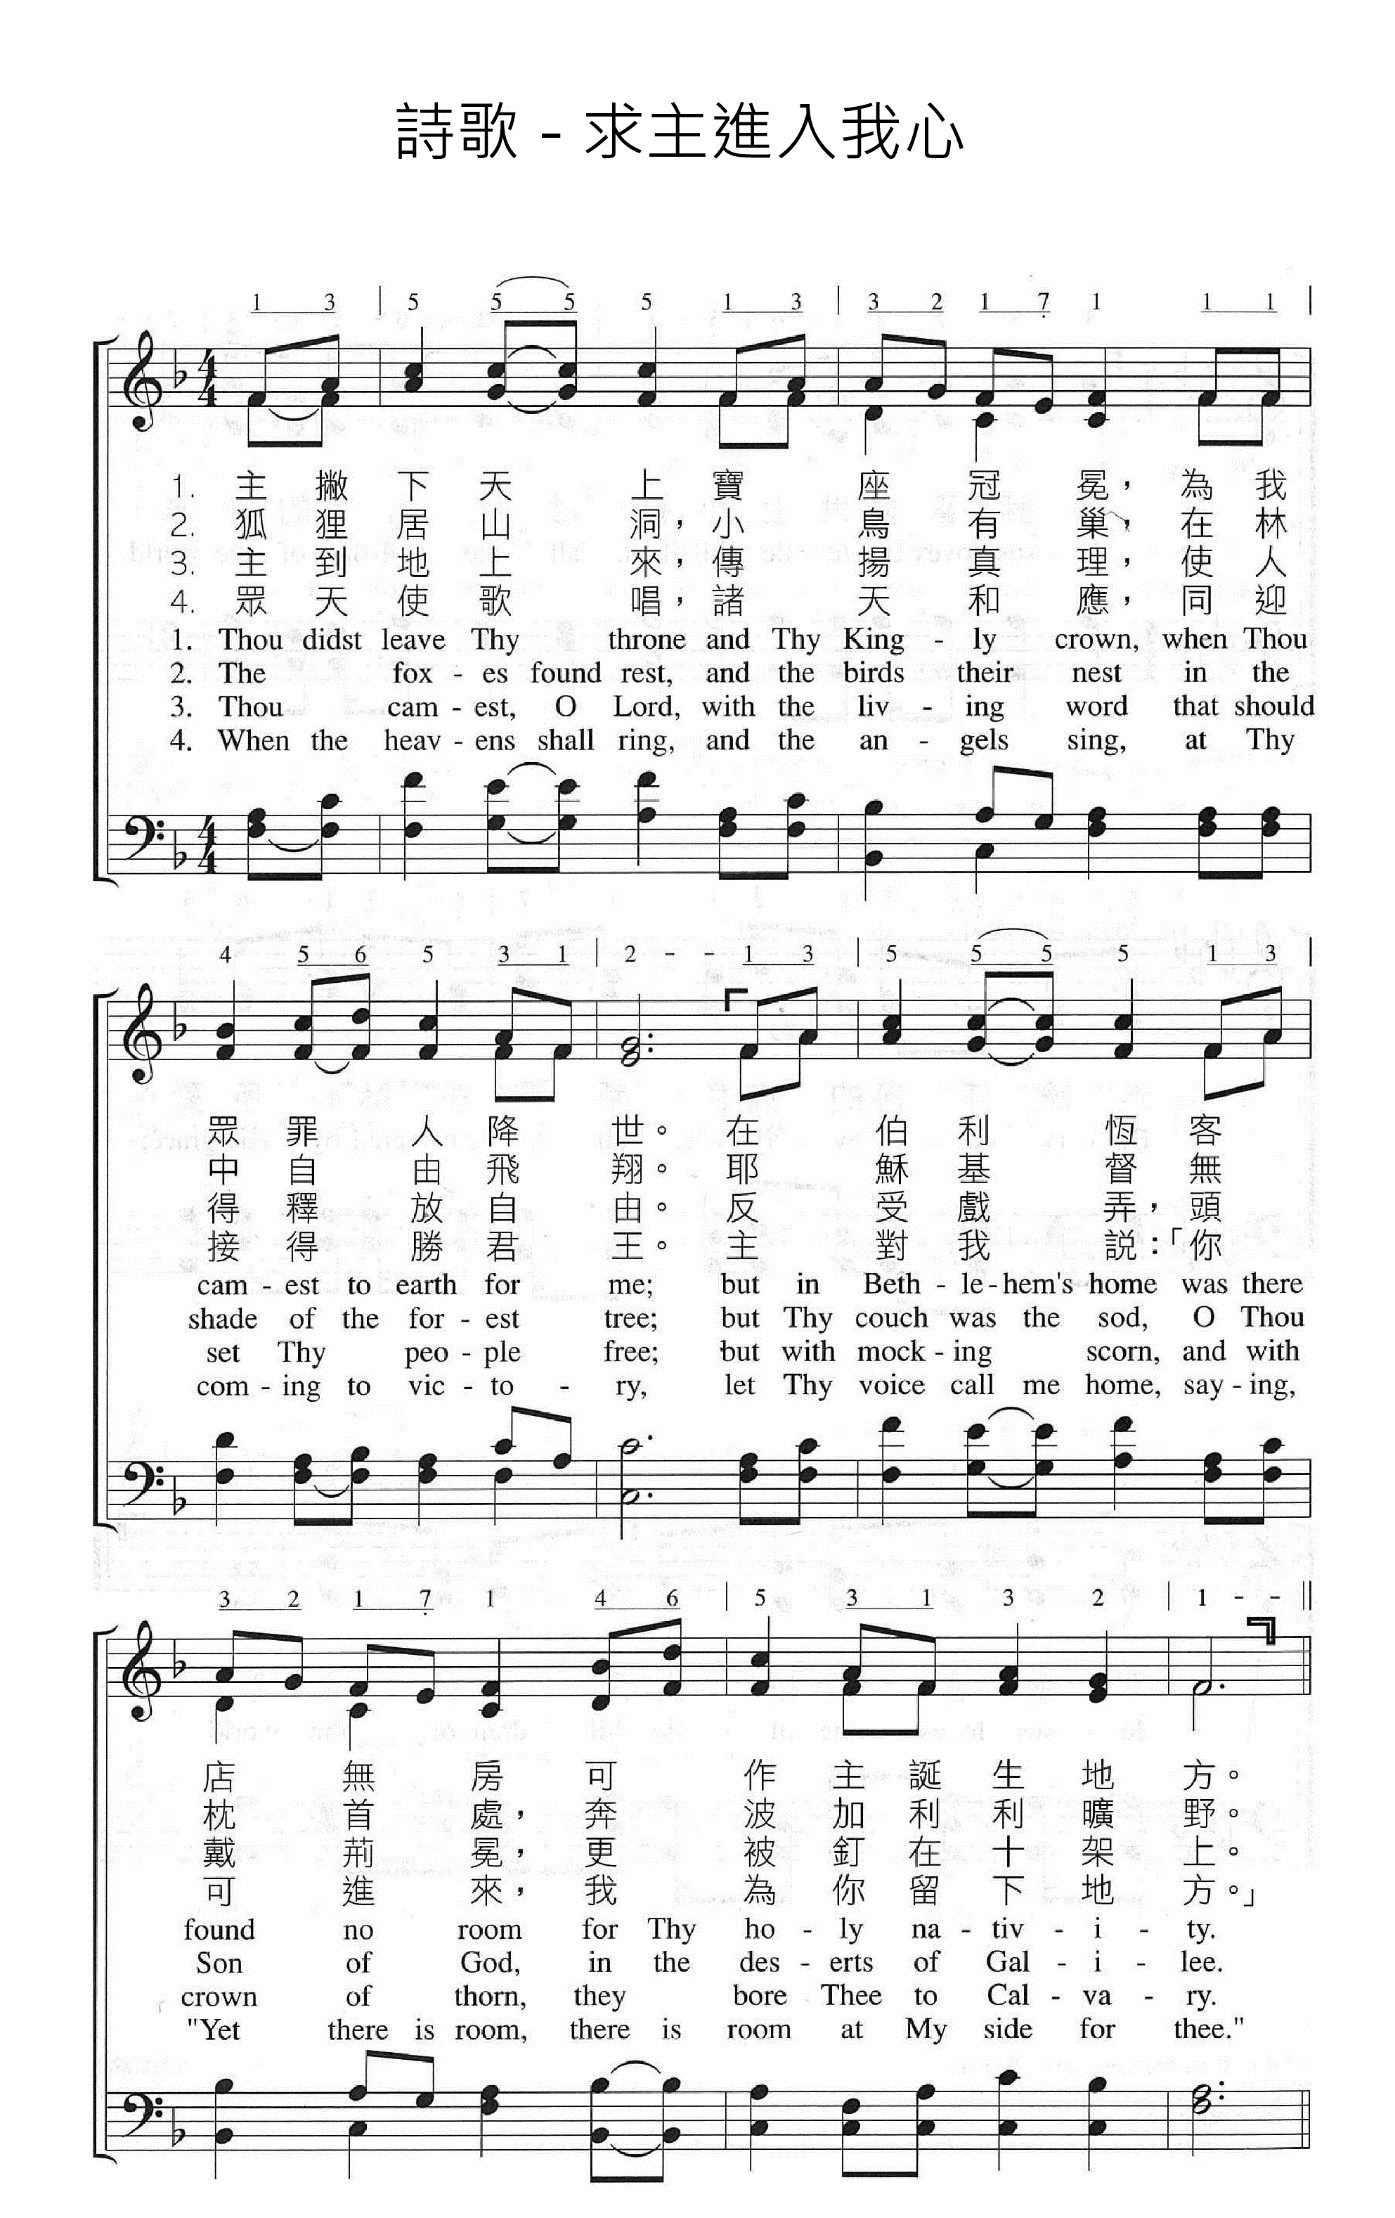 詩歌 - 求主進入我心
1 3 | 5 5 5 5 1 3 | 3 2 1 7 1 1 1 |
1. 主撇下天上寶座冠冕，為我
2. 狐狸居山洞，小鳥有巢，在林
3. 主到地上來，傳揚真理，使人
4. 眾天使歌唱，諸天和應，同迎
1. Thou didst leave Thy throne and Thy King - ly crown, when Thou
2. The fox - es found rest, and the birds their nest in the
3. Thou cam - est, O Lord, with the liv - ing word that should
4. When the heav - ens shall ring, and the an - gels sing, at Thy
4 5 6 5 3 1 | 2 - - 1 3 | 5 5 5 5 1 3 |
眾罪人降世。在伯利恆客
中自由飛翔。耶穌基督無
得釋放自由。反受戲弄，頭
接得勝君王。主對我説：「你
cam - est to earth for me; but in Beth - le - hem's home was there
shade of the for - est tree; but Thy couch was the sod, O Thou
set Thy peo - ple free; but with mock - ing scorn, and with
com - ing to vic - to - ry, let Thy voice call me home, say - ing,
3 2 1 7 1 4 6 | 5 3 1 3 2 | 1 - - ||
店無房可作主誕生地方。
枕首處，奔波加利利曠野。
戴荊冕，更被釘在十架上。
可進來，我為你留下地方。」
found no room for Thy ho - ly na - tiv - i - ty.
Son of God, in the des - erts of Gal - i - lee.
crown of thorn, they bore Thee to Cal - va - ry.
"Yet there is room, there is room at My side for thee."